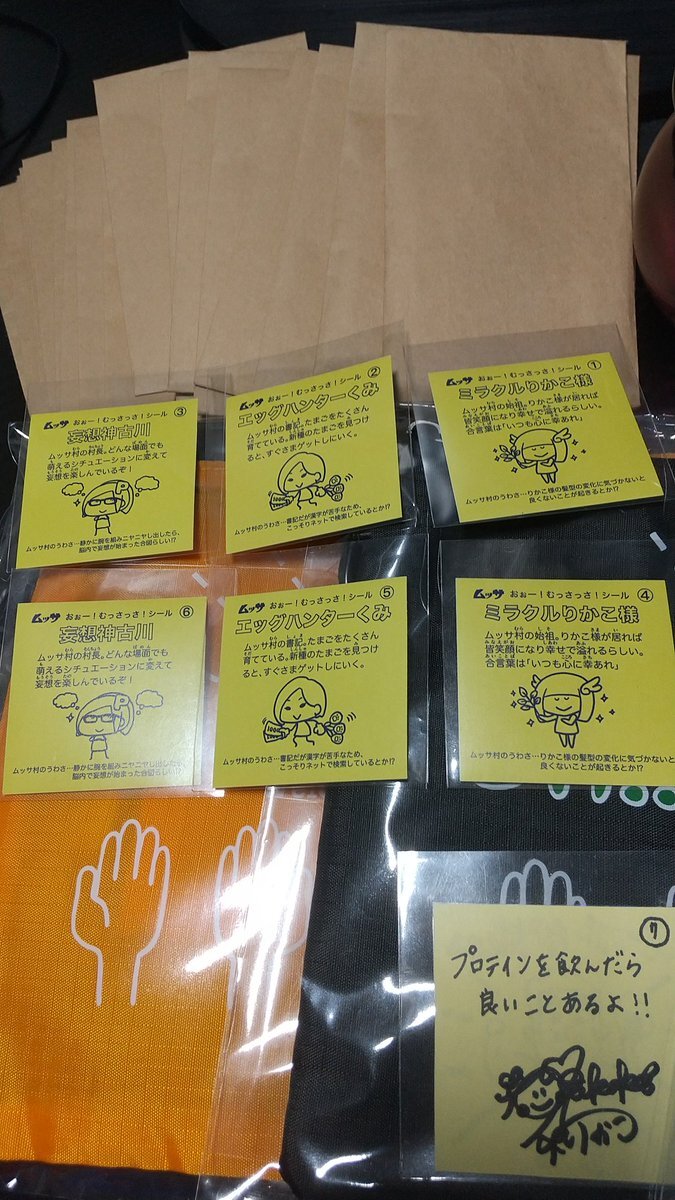 ムッサ おぉー！むっさっさ！シール ③
妄想神古川
ムッサ村の村長。どんな場面でも
萌えるシチュエーションに変えて
妄想を楽しんでいるぞ！
ムッサ村のうわさ…静かに腕を組みニヤニヤし出したら、
脳内で妄想が始まった合図らしい!?
ムッサ おぉー！むっさっさ！シール ②
エッグハンターくみ
ムッサ村の書記。たまごをたくさん
育てている。新種のたまごを見つけ
ると、すぐさまゲットしにいく。
ムッサ村のうわさ…書記だが漢字が苦手なため、
こっそりネットで検索しているとか!?
ムッサ おぉー！むっさっさ！シール ①
ミラクルりかこ様
ムッサ村の始祖。りかこ様が居れば
皆笑顔になり幸せで溢れるらしい。
合言葉は「いつも心に幸あれ」
ムッサ村のうわさ…りかこ様の髪型の変化に気づかないと
良くないことが起きるとか!?
ムッサ おぉー！むっさっさ！シール ⑥
妄想神古川
ムッサ村の村長。どんな場面でも
萌えるシチュエーションに変えて
妄想を楽しんでいるぞ！
ムッサ村のうわさ…静かに腕を組みニヤニヤし出したら、
脳内で妄想が始まった合図らしい!?
ムッサ おぉー！むっさっさ！シール ⑤
エッグハンターくみ
ムッサ村の書記。たまごをたくさん
育てている。新種のたまごを見つけ
ると、すぐさまゲットしにいく。
ムッサ村のうわさ…書記だが漢字が苦手なため、
こっそりネットで検索しているとか!?
ムッサ おぉー！むっさっさ！シール ④
ミラクルりかこ様
ムッサ村の始祖。りかこ様が居れば
皆笑顔になり幸せで溢れるらしい。
合言葉は「いつも心に幸あれ」
ムッサ村のうわさ…りかこ様の髪型の変化に気づかないと
良くないことが起きるとか!?
⑦
プロテインを飲んだら
良いことあるよ!!